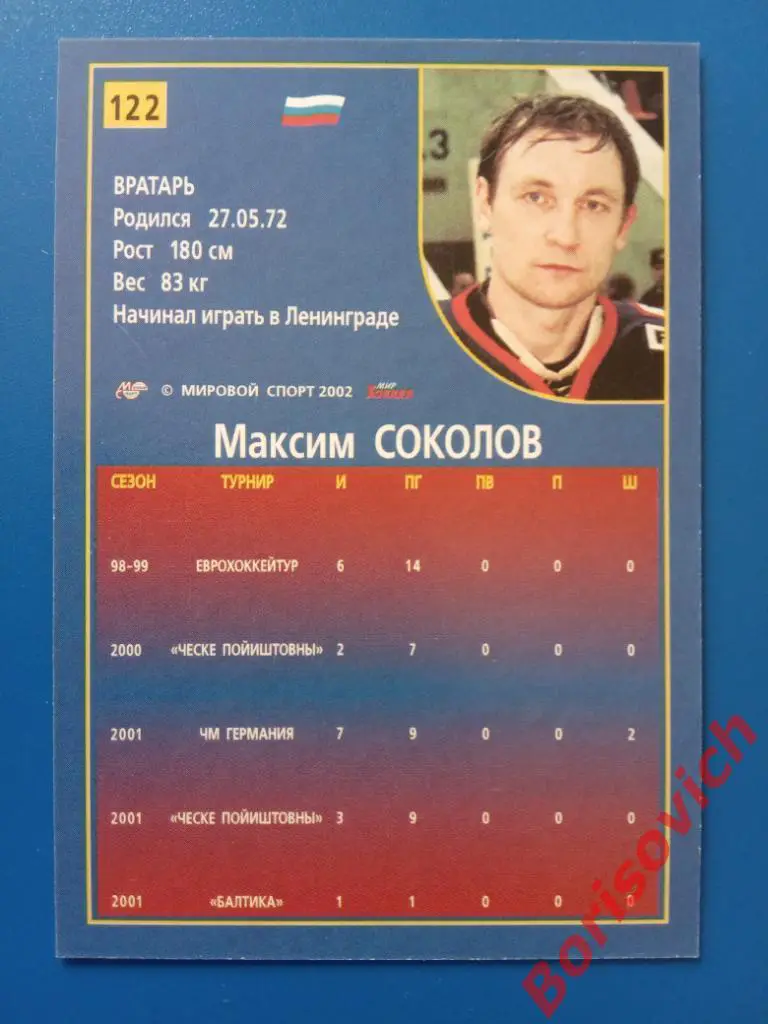 122
ВРАТАРЬ
Родился 27.05.72
Рост 180 см
Вес 83 кг
Начинал играть в Ленинграде
© МИРОВОЙ СПОРТ 2002 МИР ХОККЕЯ
Максим СОКОЛОВ
СЕЗОН ТУРНИР И ПГ ПВ П Ш
98-99 ЕВРОХОККЕЙТУР 6 14 0 0 0
2000 «ЧЕСКЕ ПОЙИШТОВНЫ» 2 7 0 0 0
2001 ЧМ ГЕРМАНИЯ 7 9 0 0 2
2001 «ЧЕСКЕ ПОЙИШТОВНЫ» 3 9 0 0 0
2001 «БАЛТИКА» 1 1 0 0 0
Borisovich